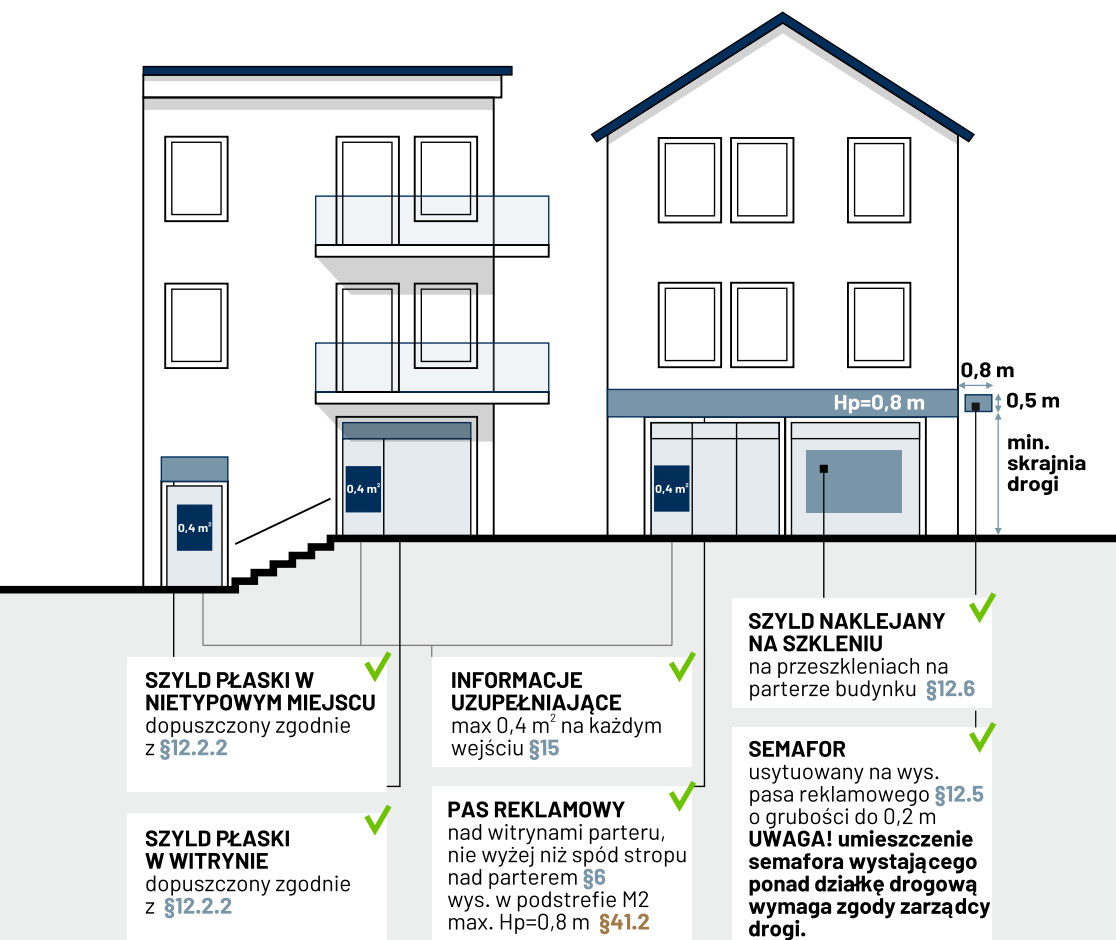 0,8 m
Hp=0,8 m
0,5 m
min.
skrajnia
drogi
0,4 m²
0,4 m²
0,4 m²
SZYLD PŁASKI W
NIETYPOWYM MIEJSCU
dopuszczony zgodnie
z §12.2.2
SZYLD PŁASKI
W WITRYNIE
dopuszczony zgodnie
z §12.2.2
INFORMACJE
UZUPEŁNIAJĄCE
max 0,4 m² na każdym
wejściu §15
PAS REKLAMOWY
nad witrynami parteru,
nie wyżej niż spód stropu
nad parterem §6
wys. w podstrefie M2
max. Hp=0,8 m §41.2
SZYLD NAKLEJANY
NA SZKLENIU
na przeszkleniach na
parterze budynku §12.6
SEMAFOR
usytuowany na wys.
pasa reklamowego §12.5
o grubości do 0,2 m
UWAGA! umieszczenie
semafora wystającego
ponad działkę drogową
wymaga zgody zarządcy
drogi.